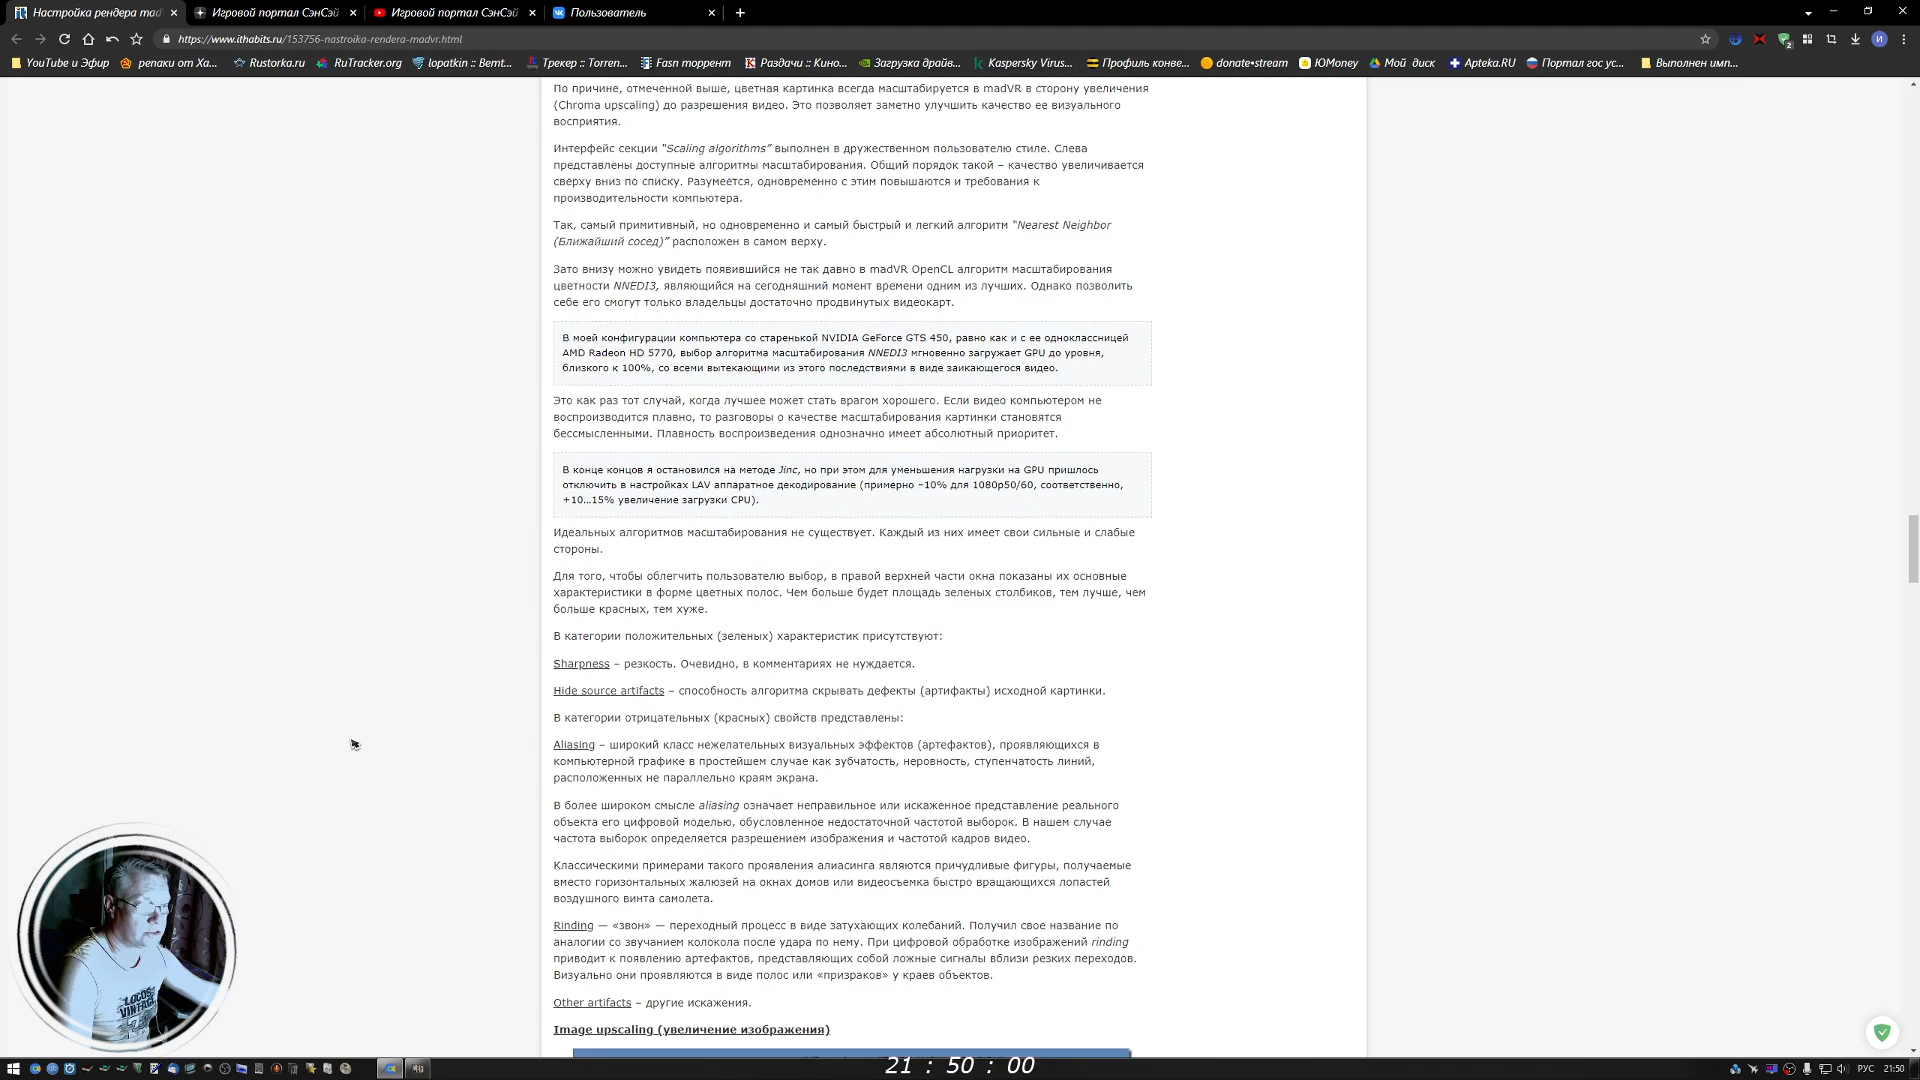 Настройка рендера mad
Игровой портал СэнСэй
Игровой портал СэнСэй
Пользователь
https://www.ithabits.ru/153756-nastroika-rendera-madvr.html
YouTube и Эфир
репаки от Ха...
Rustorka.ru
RuTracker.org
lopatkin :: Bemt...
Трекер :: Torren...
Fasn торрент
Раздачи :: Кино...
Загрузка драйв...
Kaspersky Virus...
Профиль конве...
donate•stream
ЮMoney
Мой диск
Apteka.RU
Портал гос ус...
Выполнен имп...
По причине, отмеченной выше, цветная картинка всегда масштабируется в madVR в сторону увеличения
(Chroma upscaling) до разрешения видео. Это позволяет заметно улучшить качество ее визуального
восприятия.
Интерфейс секции “Scaling algorithms” выполнен в дружественном пользователю стиле. Слева
представлены доступные алгоритмы масштабирования. Общий порядок такой – качество увеличивается
сверху вниз по списку. Разумеется, одновременно с этим повышаются и требования к
производительности компьютера.
Так, самый примитивный, но одновременно и самый быстрый и легкий алгоритм “Nearest Neighbor
(Ближайший сосед)” расположен в самом верху.
Зато внизу можно увидеть появившийся не так давно в madVR OpenCL алгоритм масштабирования
цветности NNEDI3, являющийся на сегодняшний момент времени одним из лучших. Однако позволить
себе его смогут только владельцы достаточно продвинутых видеокарт.
В моей конфигурации компьютера со старенькой NVIDIA GeForce GTS 450, равно как и с ее одноклассницей
AMD Radeon HD 5770, выбор алгоритма масштабирования NNEDI3 мгновенно загружает GPU до уровня,
близкого к 100%, со всеми вытекающими из этого последствиями в виде заикающегося видео.
Это как раз тот случай, когда лучшее может стать врагом хорошего. Если видео компьютером не
воспроизводится плавно, то разговоры о качестве масштабирования картинки становятся
бессмысленными. Плавность воспроизведения однозначно имеет абсолютный приоритет.
В конце концов я остановился на методе Jinc, но при этом для уменьшения нагрузки на GPU пришлось
отключить в настройках LAV аппаратное декодирование (примерно –10% для 1080p50/60, соответственно,
+10…15% увеличение загрузки CPU).
Идеальных алгоритмов масштабирования не существует. Каждый из них имеет свои сильные и слабые
стороны.
Для того, чтобы облегчить пользователю выбор, в правой верхней части окна показаны их основные
характеристики в форме цветных полос. Чем больше будет площадь зеленых столбиков, тем лучше, чем
больше красных, тем хуже.
В категории положительных (зеленых) характеристик присутствуют:
Sharpness – резкость. Очевидно, в комментариях не нуждается.
Hide source artifacts – способность алгоритма скрывать дефекты (артифакты) исходной картинки.
В категории отрицательных (красных) свойств представлены:
Aliasing – широкий класс нежелательных визуальных эффектов (артефактов), проявляющихся в
компьютерной графике в простейшем случае как зубчатость, неровность, ступенчатость линий,
расположенных не параллельно краям экрана.
В более широком смысле aliasing означает неправильное или искаженное представление реального
объекта его цифровой моделью, обусловленное недостаточной частотой выборок. В нашем случае
частота выборок определяется разрешением изображения и частотой кадров видео.
Классическими примерами такого проявления алиасинга являются причудливые фигуры, получаемые
вместо горизонтальных жалюзей на окнах домов или видеосъемка быстро вращающихся лопастей
воздушного винта самолета.
Rinding — «звон» — переходный процесс в виде затухающих колебаний. Получил свое название по
аналогии со звучанием колокола после удара по нему. При цифровой обработке изображений rinding
приводит к появлению артефактов, представляющих собой ложные сигналы вблизи резких переходов.
Визуально они проявляются в виде полос или «призраков» у краев объектов.
Other artifacts – другие искажения.
Image upscaling (увеличение изображения)
LOCOS
VINTAGE
21 : 50 : 00
РУС
21:50